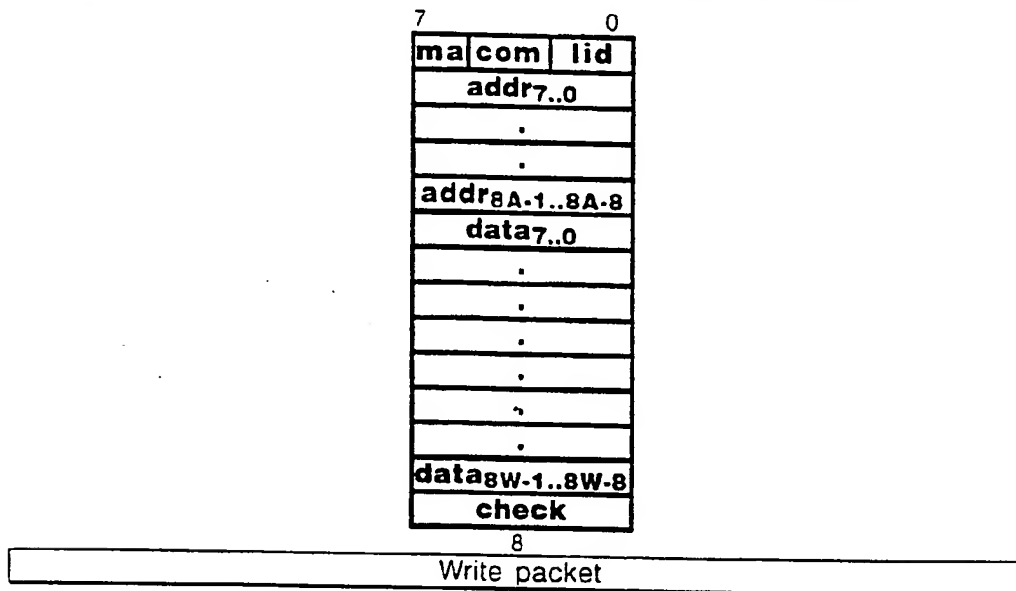 7 0
ma com lid
addr7..0
.
.
addr8A-1..8A-8
data7..0
.
.
.
.
.
.
data8W-1..8W-8
check
8
Write packet